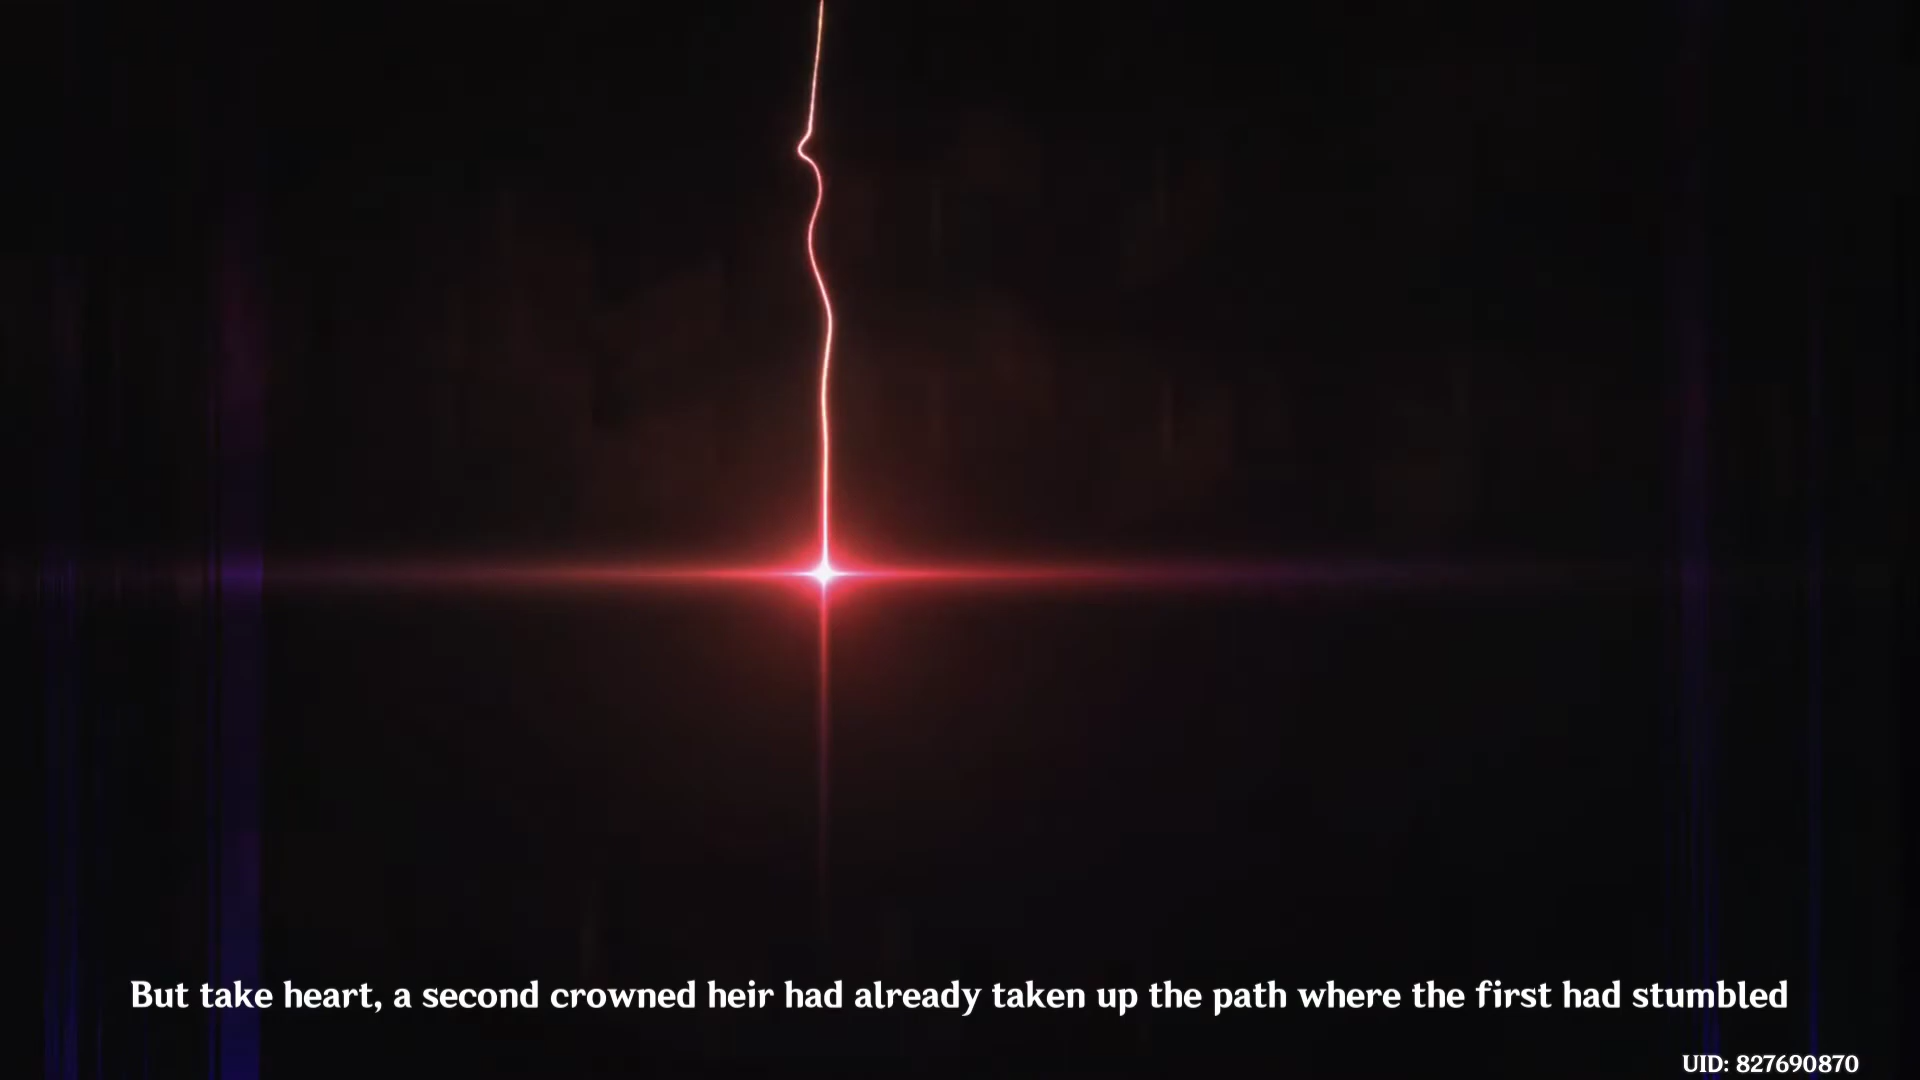 But take heart, a second crowned heir had already taken up the path where the first had stumbled
UID: 827690870